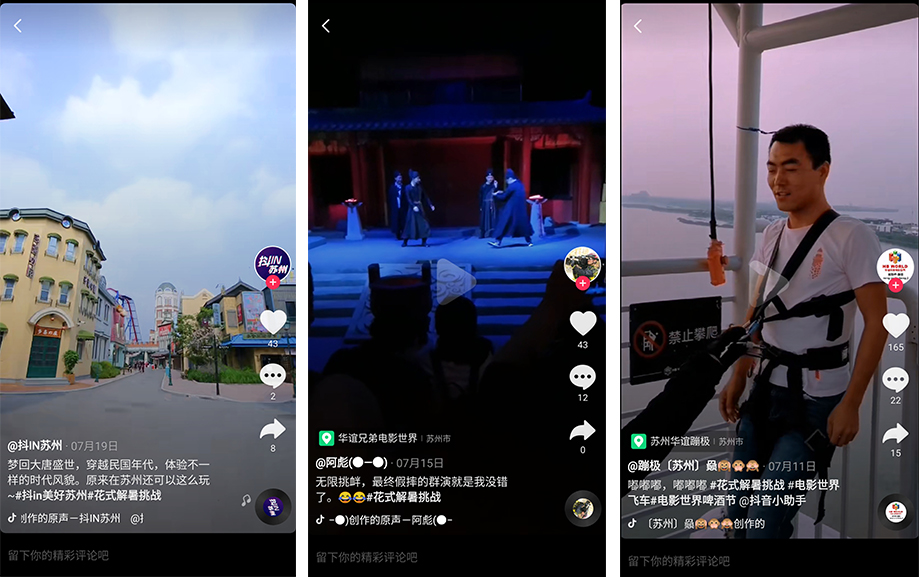 抖IN
苏州
43
2
8
@抖IN苏州 · 07月19日
梦回大唐盛世，穿越民国年代，体验不一
样的时代风貌。原来在苏州还可以这么玩
~#抖in美好苏州#花式解暑挑战
创作的原声－抖IN苏州 @抖
留下你的精彩评论吧
43
12
0
华谊兄弟电影世界 | 苏州市
@阿彪(●—●) · 07月15日
无限挑衅，最终假摔的群演就是我没错
了。😂😂#花式解暑挑战
-●)创作的原声－阿彪(●-
留下你的精彩评论吧
禁止攀爬
HB WORLD
165
22
15
苏州华谊蹦极 | 苏州市
@蹦极〔苏州〕🙈🙊🙈 · 07月11日
嘟嘟嘟，嘟嘟嘟 #花式解暑挑战 #电影世界
飞车#电影世界啤酒节 @抖音小助手
〔苏州〕🙈🙊🙈创作的
留下你的精彩评论吧